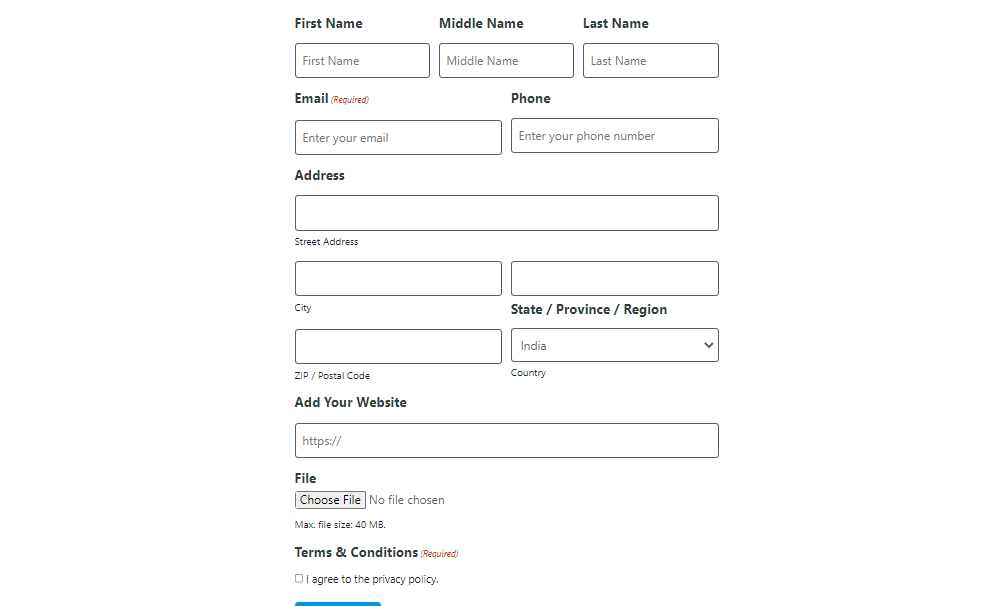 First Name Middle Name Last Name
First Name Middle Name Last Name
Email (Required) Phone
Enter your email Enter your phone number
Address
Street Address
City State / Province / Region
India
ZIP / Postal Code Country
Add Your Website
https://
File
Choose File No file chosen
Max. file size: 40 MB.
Terms & Conditions (Required)
I agree to the privacy policy.